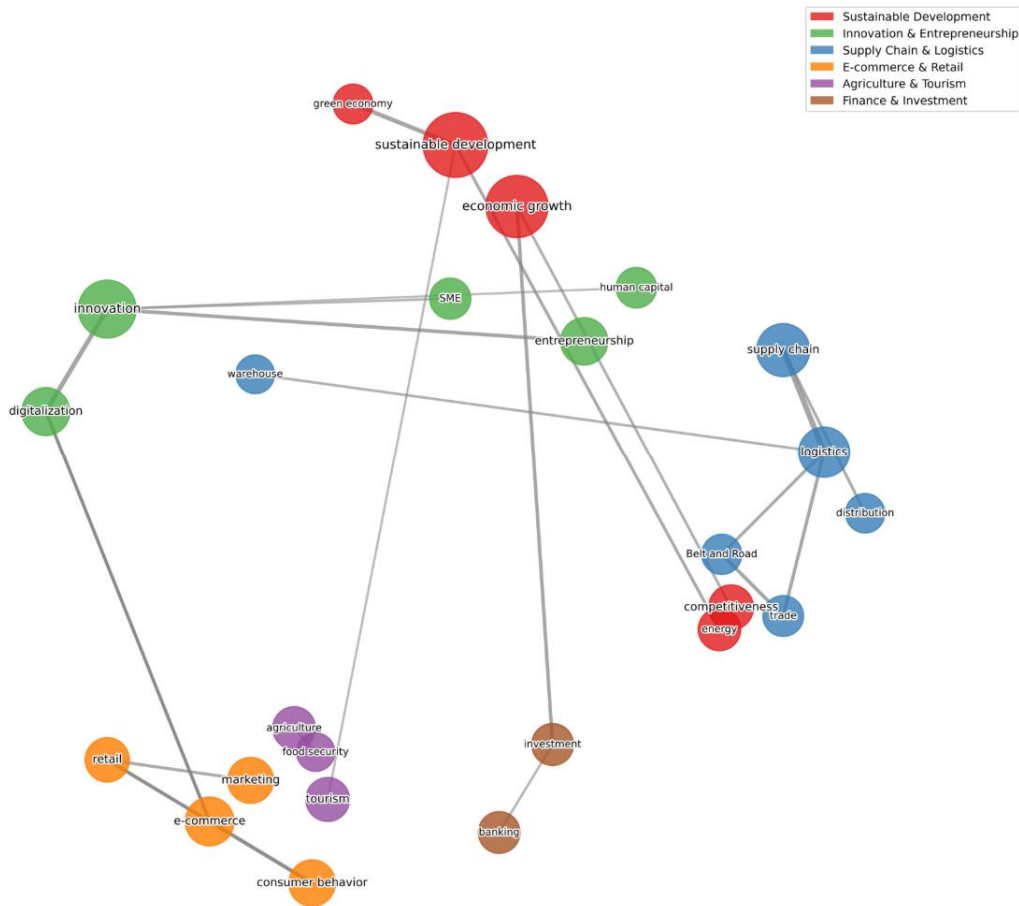 Sustainable Development
Innovation & Entrepreneurship
Supply Chain & Logistics
E-commerce & Retail
Agriculture & Tourism
Finance & Investment
green economy
sustainable development
economic growth
human capital
SME
innovation
entrepreneurship
supply chain
warehouse
digitalization
logistics
distribution
Belt and Road
competitiveness
trade
energy
agriculture
food security
investment
retail
marketing
tourism
e-commerce
banking
consumer behavior